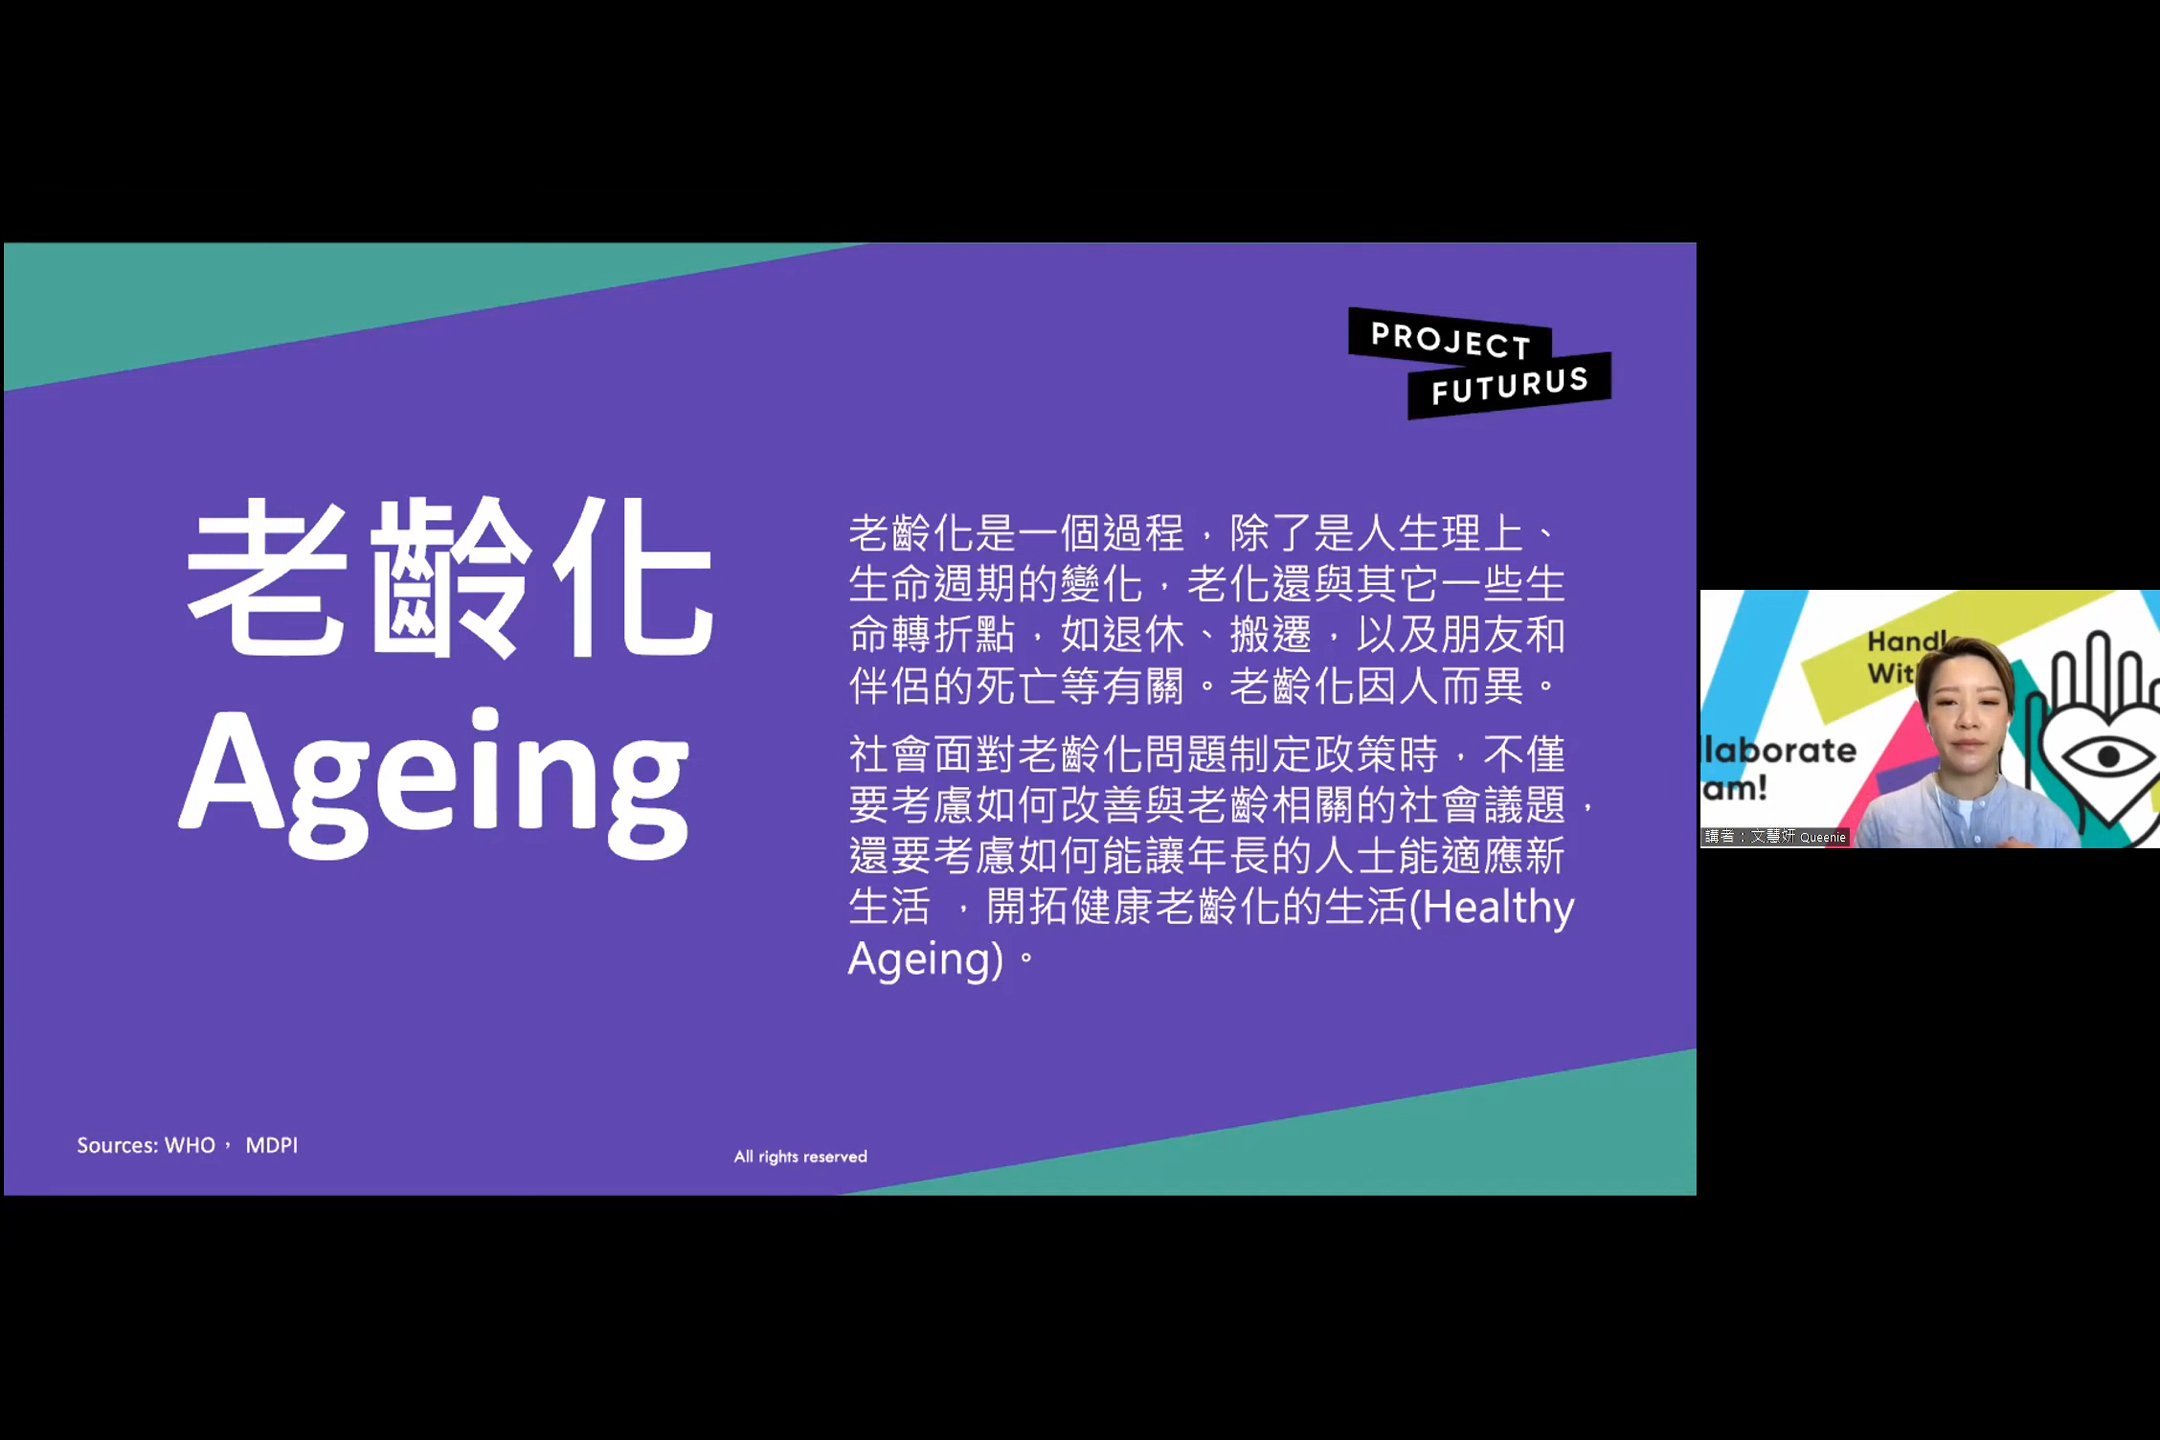 PROJECT
FUTURUS
老齡化
Ageing
老齡化是一個過程，除了是人生理上、
生命週期的變化，老化還與其它一些生
命轉折點，如退休、搬遷，以及朋友和
伴侶的死亡等有關。老齡化因人而異。
社會面對老齡化問題制定政策時，不僅
要考慮如何改善與老齡相關的社會議題，
還要考慮如何能讓年長的人士能適應新
生活 ，開拓健康老齡化的生活(Healthy
Ageing)。
Sources: WHO， MDPI
All rights reserved
Handle
Wit
llaborate
am!
講者：文慧妍 Queenie